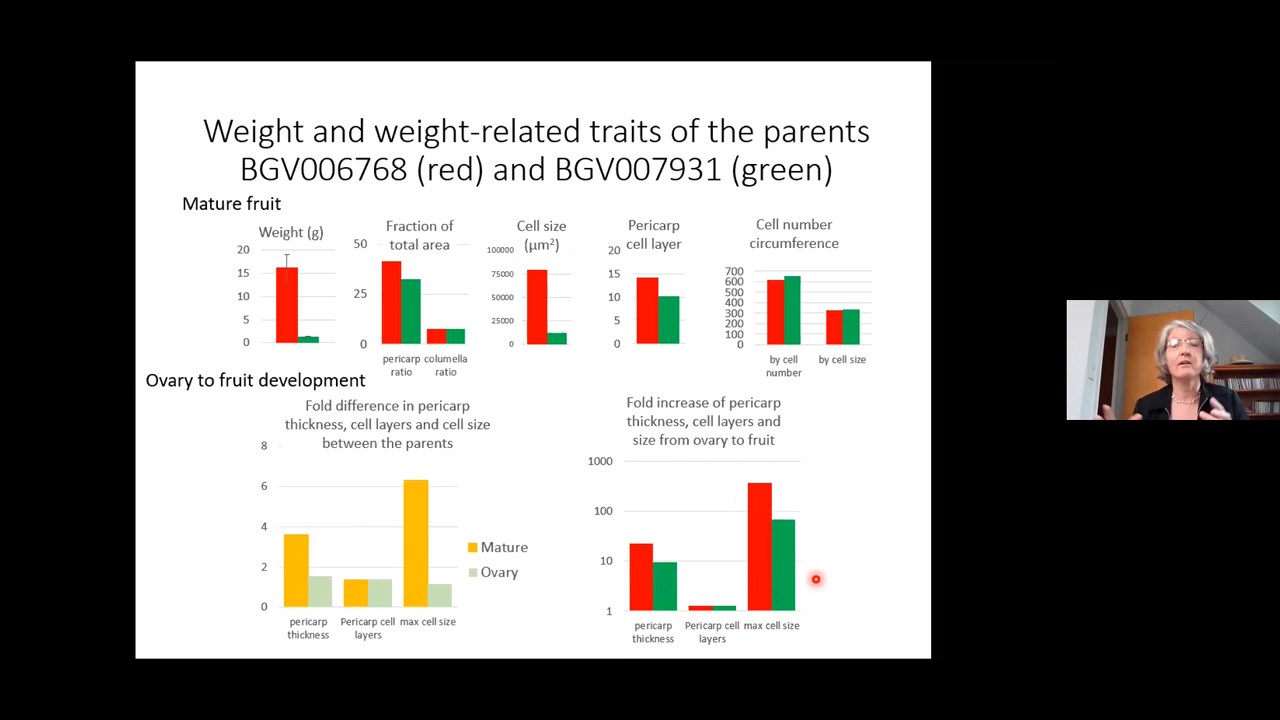 Weight and weight-related traits of the parents
BGV006768 (red) and BGV007931 (green)
Mature fruit
Weight (g)
20
15
10
5
0
Fraction of
total area
50
25
0
pericarp
ratio
columella
ratio
Cell size
(µm²)
100000
75000
50000
25000
0
Pericarp
cell layer
20
15
10
5
0
Cell number
circumference
700
600
500
400
300
200
100
0
by cell
number
by cell size
Ovary to fruit development
Fold difference in pericarp
thickness, cell layers and cell size
between the parents
8
6
4
2
0
pericarp
thickness
Pericarp cell
layers
max cell size
Mature
Ovary
Fold increase of pericarp
thickness, cell layers and
size from ovary to fruit
1000
100
10
1
pericarp
thickness
Pericarp cell
layers
max cell size